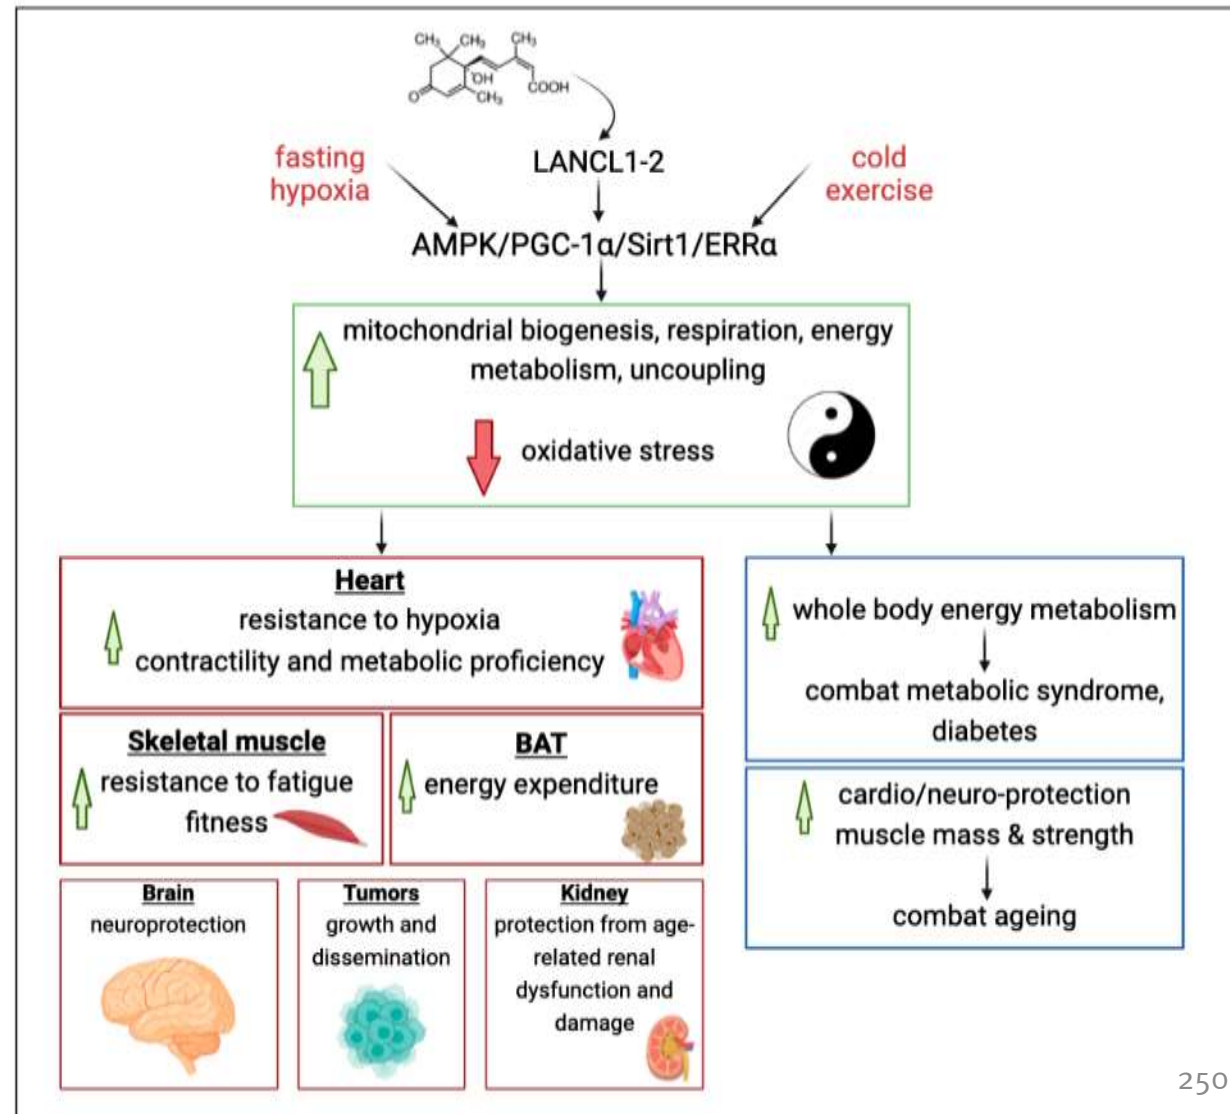 CH₃ CH₃ CH₃
OH
COOH
O
CH₃
fasting
hypoxia
LANCL1-2
cold
exercise
AMPK/PGC-1α/Sirt1/ERRα
mitochondrial biogenesis, respiration, energy
metabolism, uncoupling
oxidative stress
Heart
resistance to hypoxia
contractility and metabolic proficiency
Skeletal muscle
resistance to fatigue
fitness
BAT
energy expenditure
Brain
neuroprotection
Tumors
growth and
dissemination
Kidney
protection from age-
related renal
dysfunction and
damage
whole body energy metabolism
combat metabolic syndrome,
diabetes
cardio/neuro-protection
muscle mass & strength
combat ageing
250